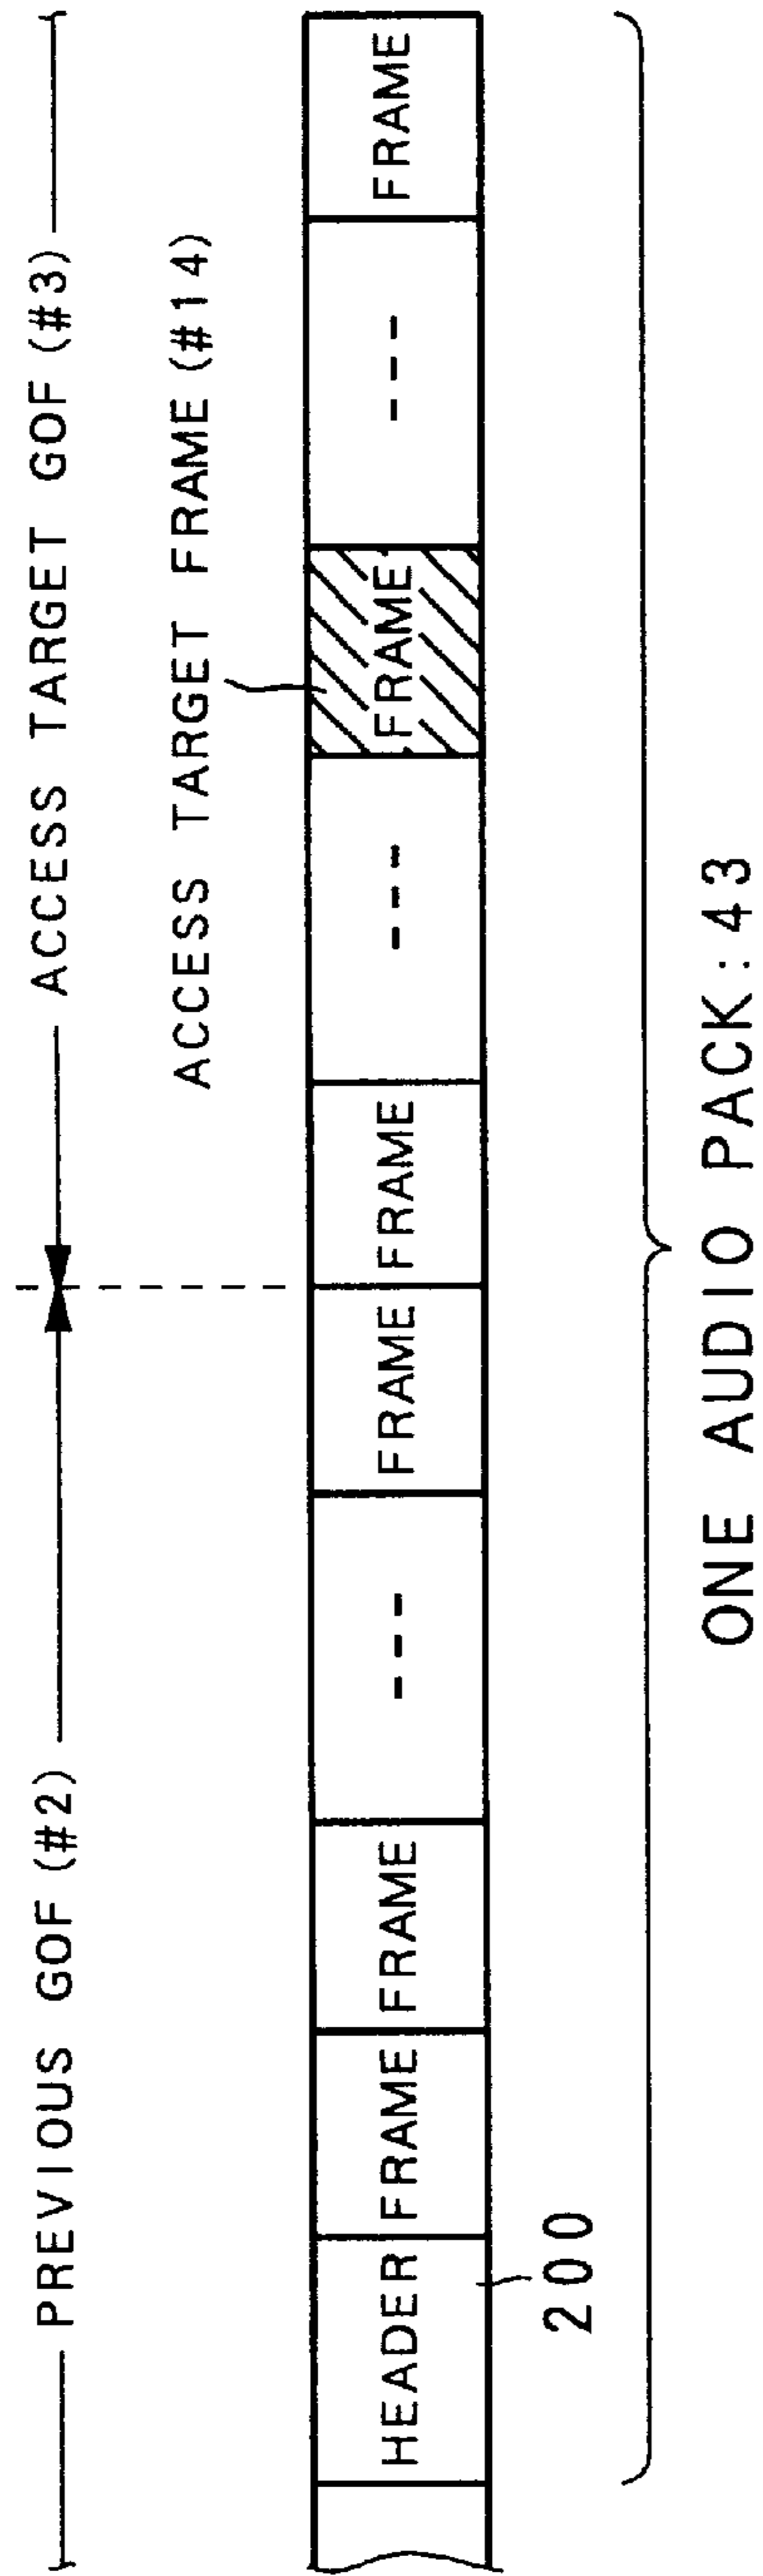 PREVIOUS GOF (#2)
ACCESS TARGET GOF (#3)
ACCESS TARGET FRAME (#14)
HEADER
FRAME
FRAME
---
FRAME
FRAME
---
FRAME
---
FRAME
200
ONE AUDIO PACK:43